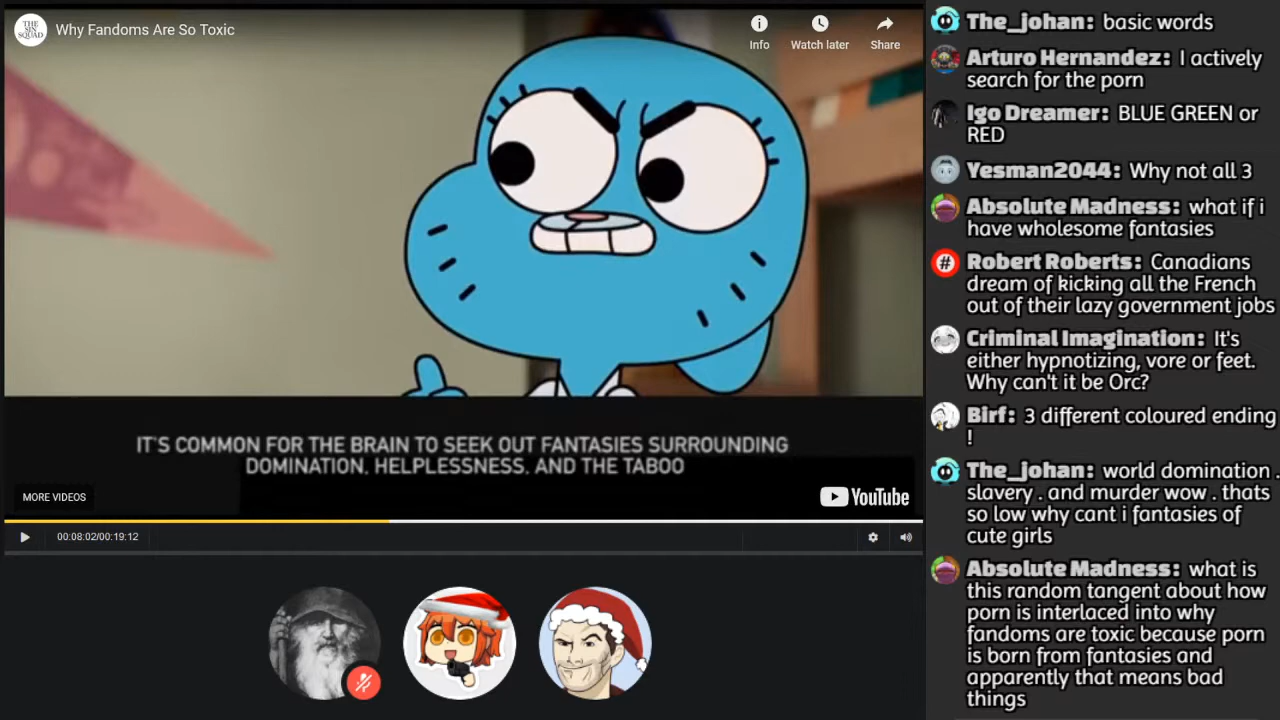 THE
SIN
SQUAD
Why Fandoms Are So Toxic
Info
Watch later
Share
IT'S COMMON FOR THE BRAIN TO SEEK OUT FANTASIES SURROUNDING
DOMINATION, HELPLESSNESS, AND THE TABOO
MORE VIDEOS
YouTube
00:08:02/00:19:12
The_johan: basic words
Arturo Hernandez: I actively
search for the porn
Igo Dreamer: BLUE GREEN or
RED
Yesman2044: Why not all 3
Absolute Madness: what if i
have wholesome fantasies
#
Robert Roberts: Canadians
dream of kicking all the French
out of their lazy government jobs
Criminal Imagination: It's
either hypnotizing, vore or feet.
Why can't it be Orc?
Birf: 3 different coloured ending
!
The_johan: world domination .
slavery . and murder wow . thats
so low why cant i fantasies of
cute girls
Absolute Madness: what is
this random tangent about how
porn is interlaced into why
fandoms are toxic because porn
is born from fantasies and
apparently that means bad
things